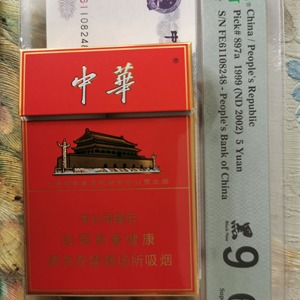 61108248
中華
®
本公司提示
吸烟有害健康
请勿在禁烟场所吸烟
China / People's Republic
Pick# 897a 1999 (ND 2002) 5 Yuan
S/N FE61108248 - People's Bank of China
9